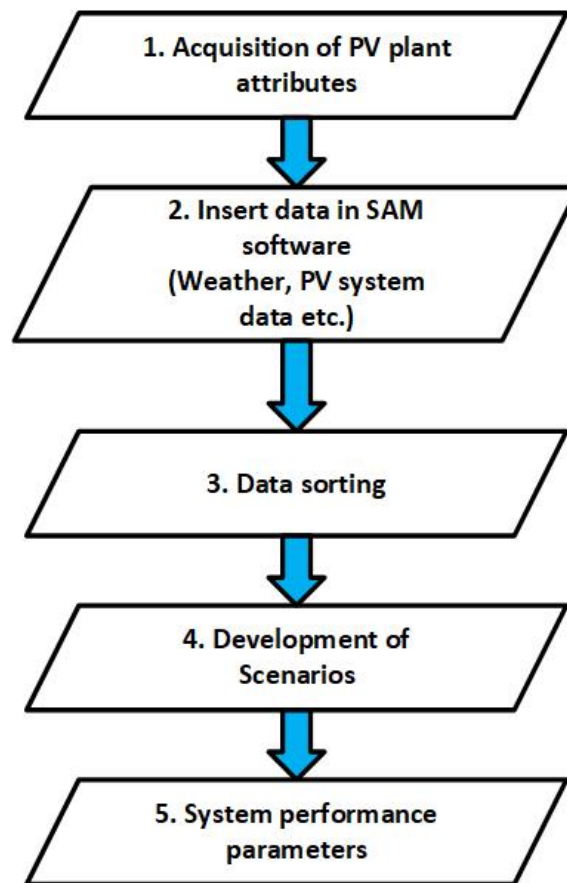 1. Acquisition of PV plant
attributes
2. Insert data in SAM
software
(Weather, PV system
data etc.)
3. Data sorting
4. Development of
Scenarios
5. System performance
parameters